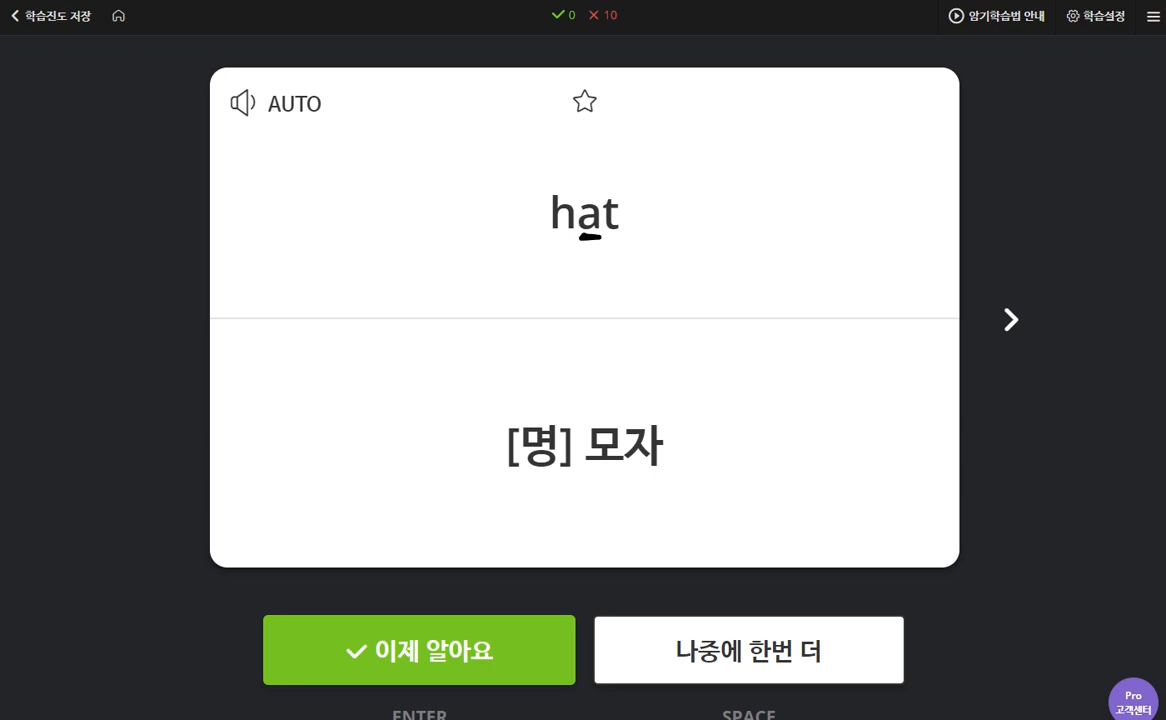 학습진도 저장
0
10
암기학습법 안내
학습설정
AUTO
hat
[명] 모자
이제 알아요
나중에 한번 더
ENTER
SPACE
Pro
고객센터